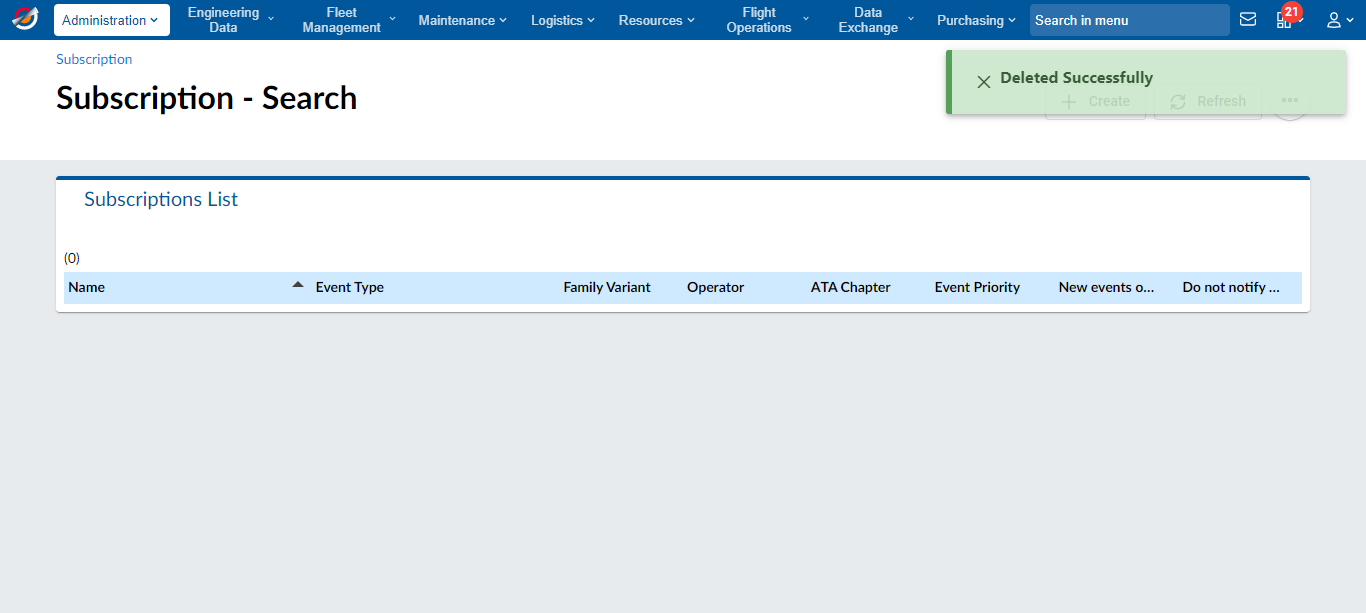 Administration
Engineering
Data
Fleet
Management
Maintenance
Logistics
Resources
Flight
Operations
Data
Exchange
Purchasing
Search in menu
21
Subscription
Subscription - Search
Deleted Successfully
Create
Refresh
Subscriptions List
(0)
Name
Event Type
Family Variant
Operator
ATA Chapter
Event Priority
New events o...
Do not notify ...